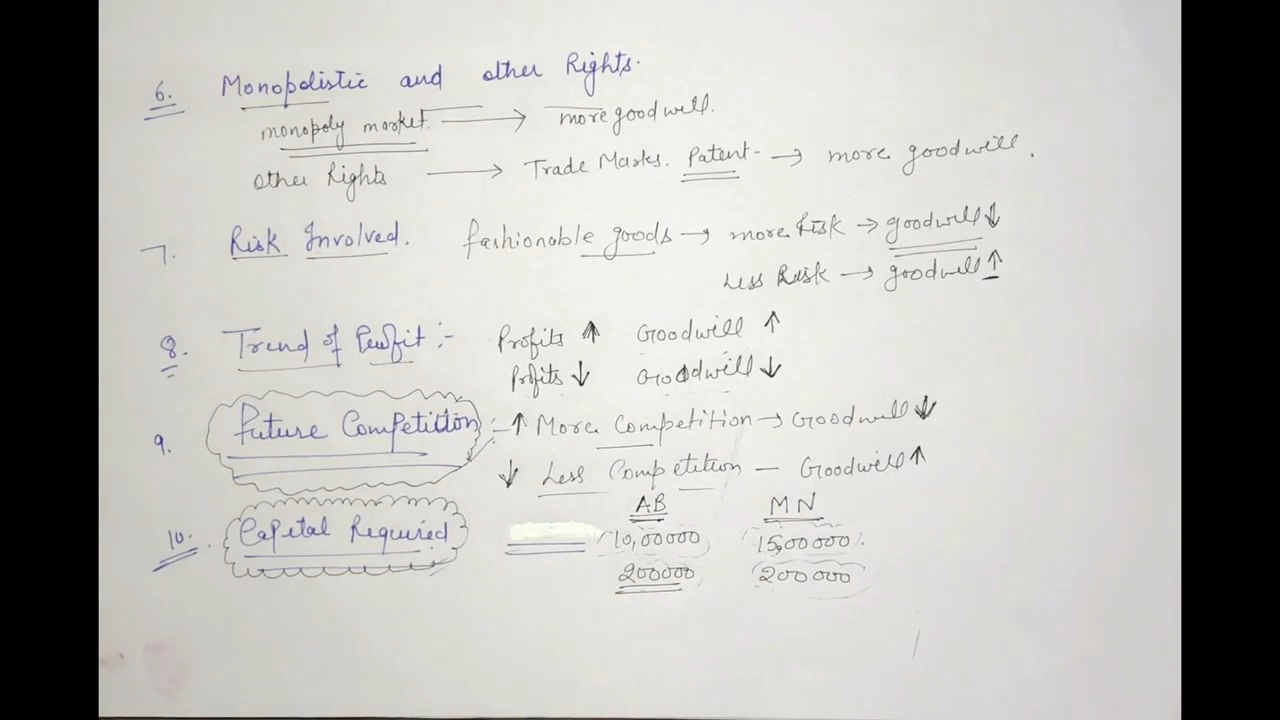 6. Monopolistic and other Rights.
monopoly market. → more goodwill.
other Rights → Trade Marks. Patent → more goodwill.
7. Risk Involved. fashionable goods → more Risk → goodwill ↓
Less Risk → goodwill ↑
8. Trend of Profit :- Profits ↑ Goodwill ↑
Profits ↓ Goodwill ↓
9. Future Competition :- ↑ More Competition → Goodwill ↓
↓ Less Competition - Goodwill ↑
AB MN
10. Capital Required 10,00000 15,00000
200000 200000